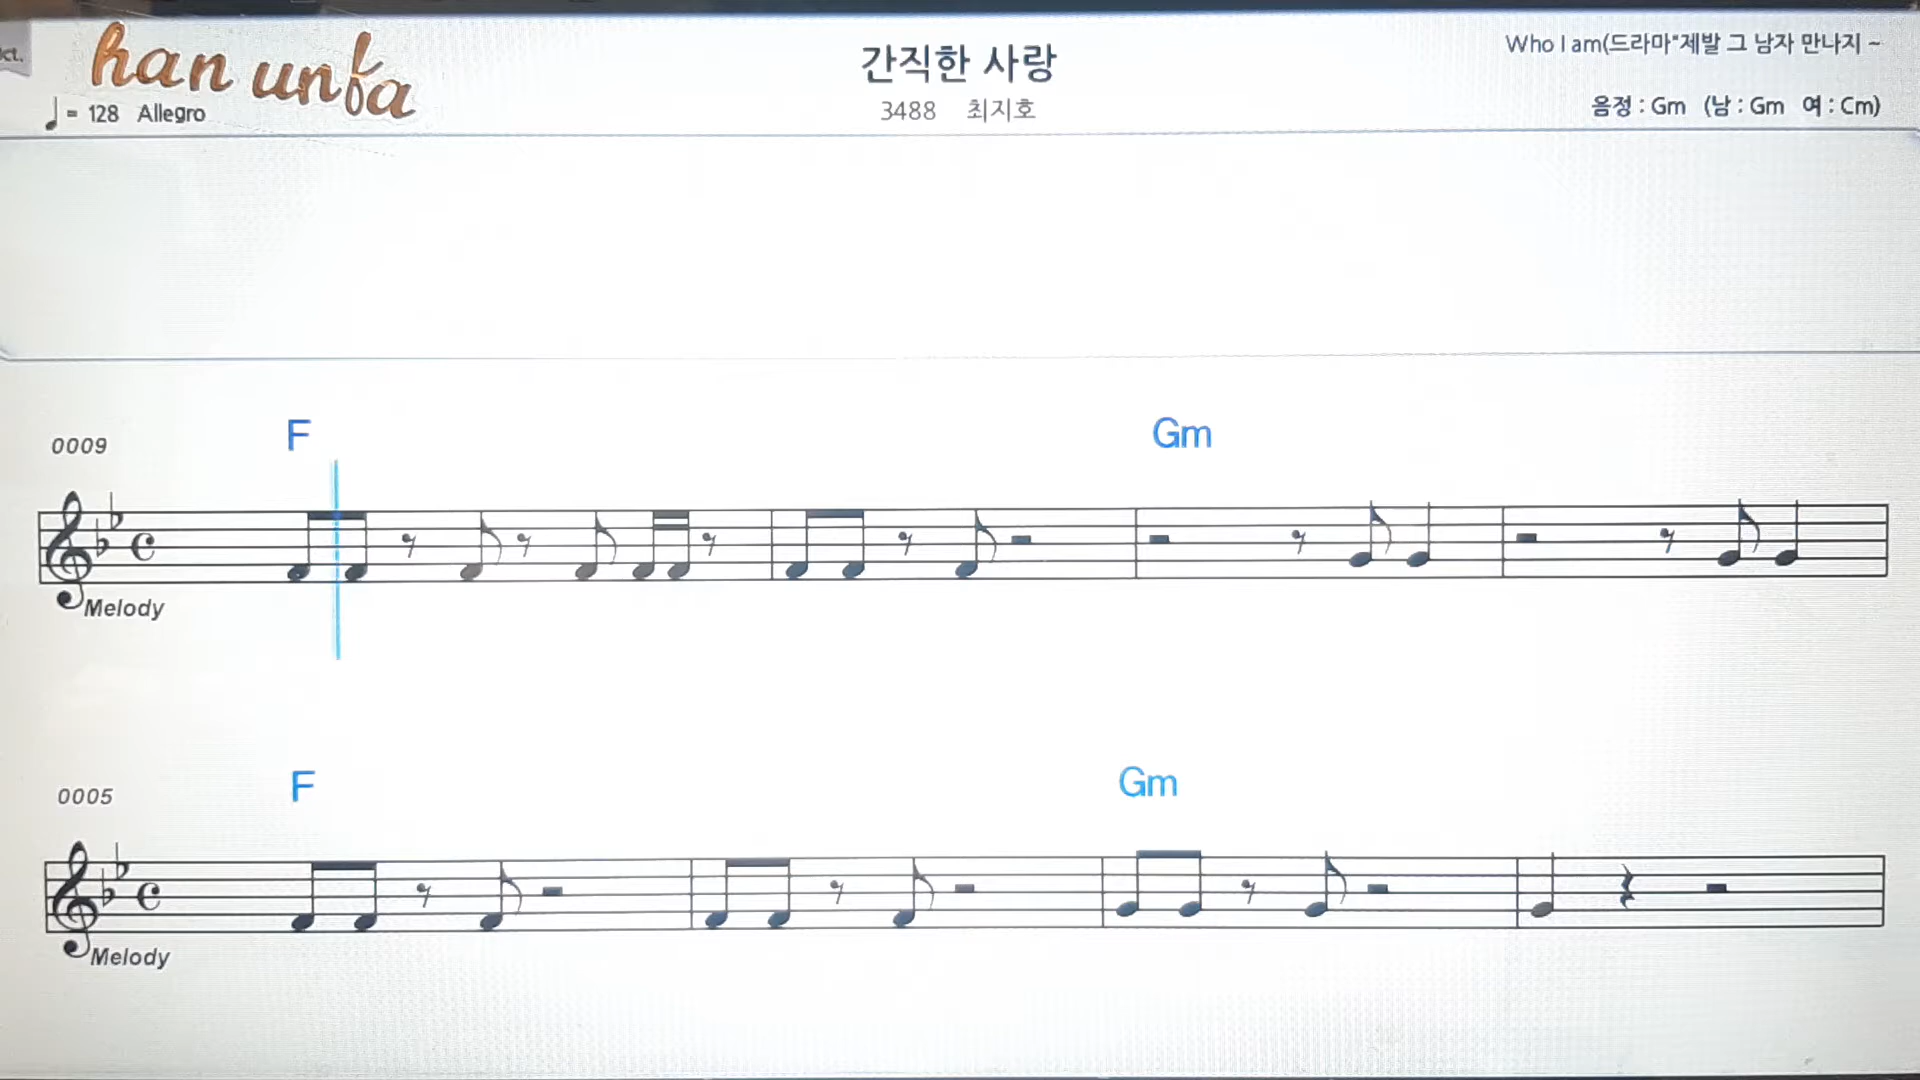 ct.
han unfa
= 128 Allegro
간직한 사랑
3488 최지호
Who I am(드라마"제발 그 남자 만나지 ~
음정 : Gm (남 : Gm 여 : Cm)
0009 F Gm
Melody
0005 F Gm
Melody